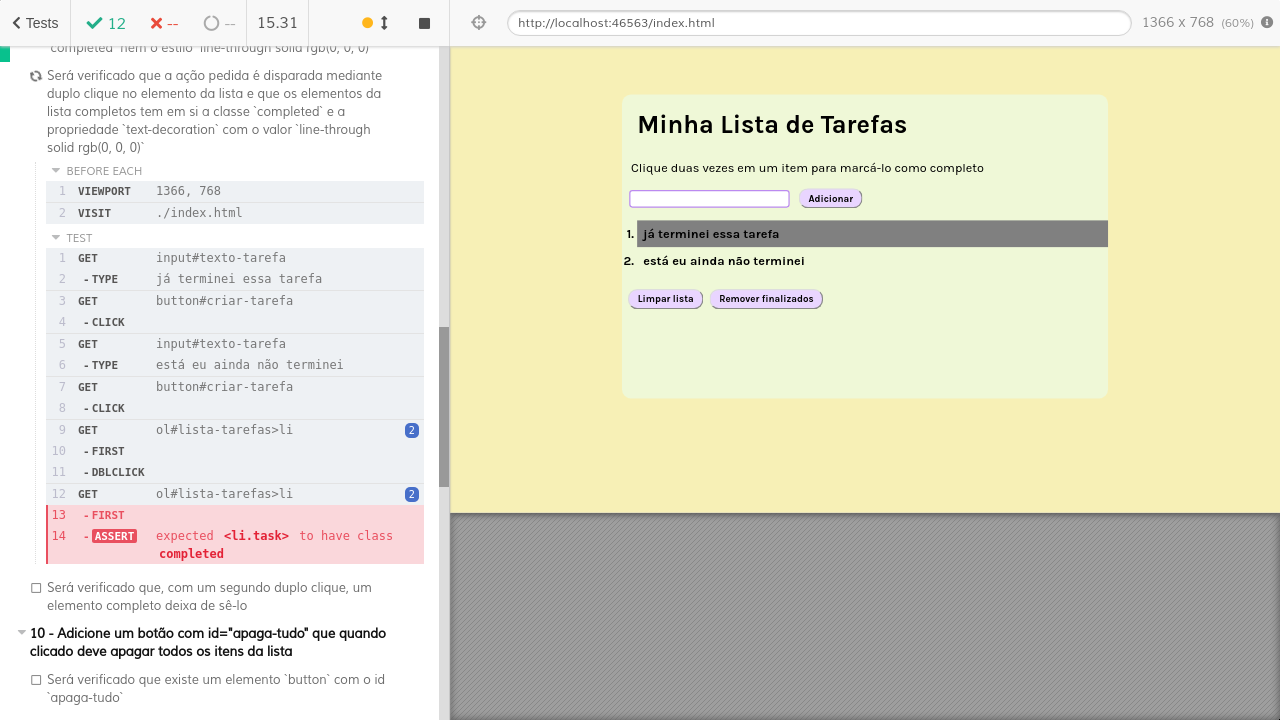 Tests
12
--
--
15.31
http://localhost:46563/index.html
1366 x 768 (60%)
`completed` nem o estilo `line-through solid rgb(0, 0, 0)`
Será verificado que a ação pedida é disparada mediante
duplo clique no elemento da lista e que os elementos da
lista completos tem em si a classe `completed` e a
propriedade `text-decoration` com o valor `line-through
solid rgb(0, 0, 0)`
BEFORE EACH
1 VIEWPORT 1366, 768
2 VISIT ./index.html
TEST
1 GET input#texto-tarefa
2 - TYPE já terminei essa tarefa
3 GET button#criar-tarefa
4 - CLICK
5 GET input#texto-tarefa
6 - TYPE está eu ainda não terminei
7 GET button#criar-tarefa
8 - CLICK
9 GET ol#lista-tarefas>li 2
10 - FIRST
11 - DBLCLICK
12 GET ol#lista-tarefas>li 2
13 - FIRST
14 - ASSERT expected <li.task> to have class
completed
Será verificado que, com um segundo duplo clique, um
elemento completo deixa de sê-lo
10 - Adicione um botão com id="apaga-tudo" que quando
clicado deve apagar todos os itens da lista
Será verificado que existe um elemento `button` com o id
`apaga-tudo`
Minha Lista de Tarefas
Clique duas vezes em um item para marcá-lo como completo
Adicionar
1. já terminei essa tarefa
2. está eu ainda não terminei
Limpar lista Remover finalizados